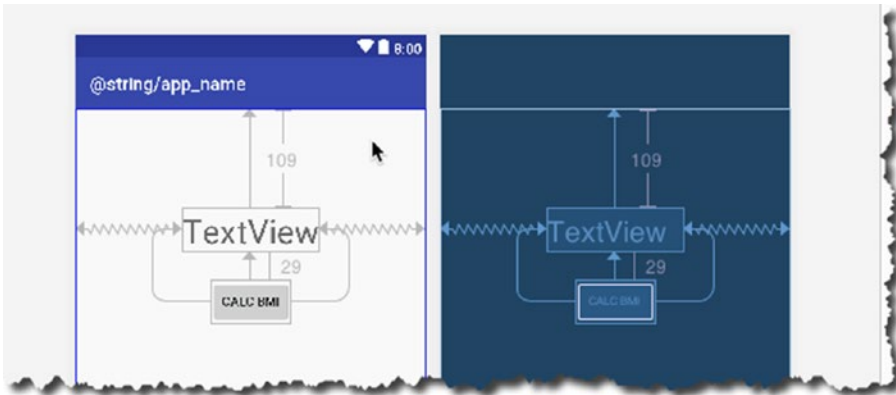 8:00
@string/app_name
109
TextView
29
CALC BMI
109
TextView
29
CALC BMI